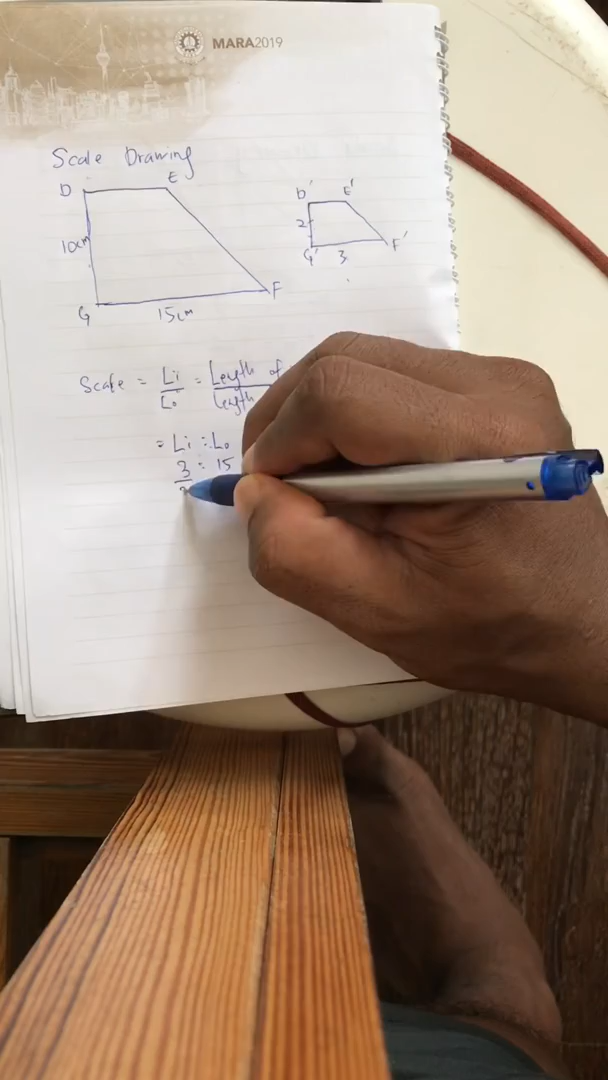 MARA2019
Scale Drawing
D E
10cm
G F
15cm
D' E'
2
G' 3 F'
Scale = Li/Lo = Length of/Length
= Li : Lo
3 : 15